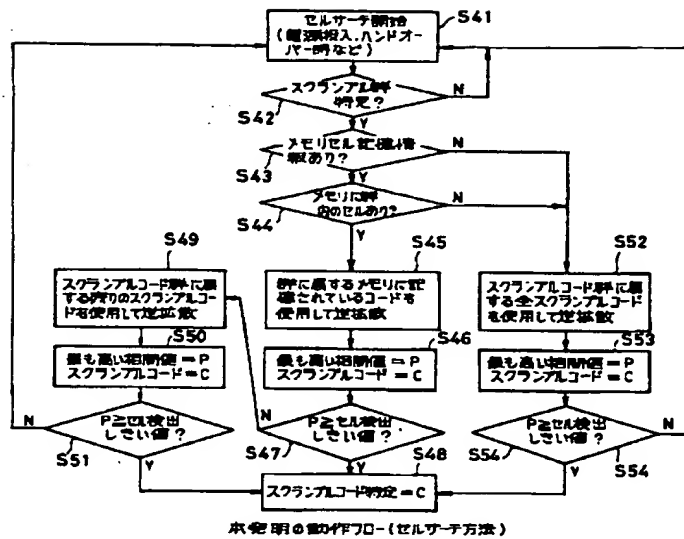 S41
セルサーチ開始
(電源投入、ハンドオー
バー時など)
スクランブル群
特定?
N
S42
Y
メモリセル記憶情
報あり?
N
S43
Y
メモリに群
内のセルあり?
N
S44
Y
S49
スクランブルコード群に属
する残りのスクランブルコー
ドを使用して逆拡散
S45
群に属するメモリに記
憶されているコードを
使用して逆拡散
S52
スクランブルコード群に属
する全スクランブルコード
を使用して逆拡散
S50
最も高い相関値=P
スクランブルコード=C
S46
最も高い相関値=P
スクランブルコード=C
S53
最も高い相関値=P
スクランブルコード=C
N
P≧セル検出
しきい値?
S51
Y
N
P≧セル検出
しきい値?
S47
Y
P≧セル検出
しきい値?
N
S54
S54
Y
S48
スクランブルコード特定=C
本発明の動作フロー(セルサーチ方法)